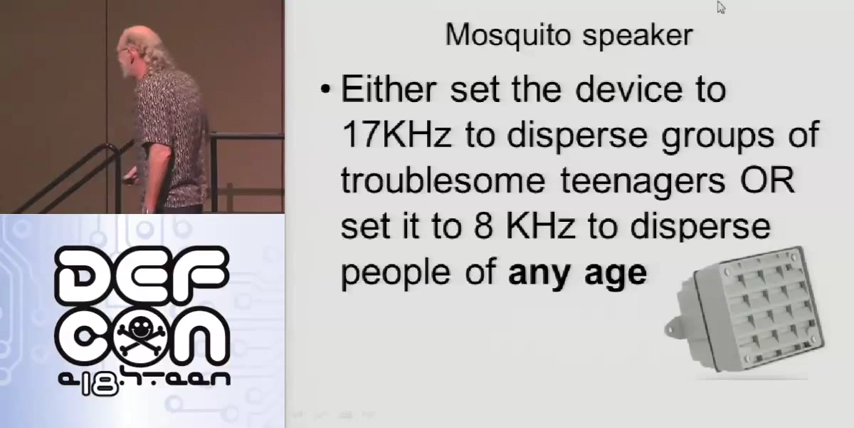 Mosquito speaker
• Either set the device to
17KHz to disperse groups of
troublesome teenagers OR
set it to 8 KHz to disperse
people of any age
DEF
CON
e18hteen